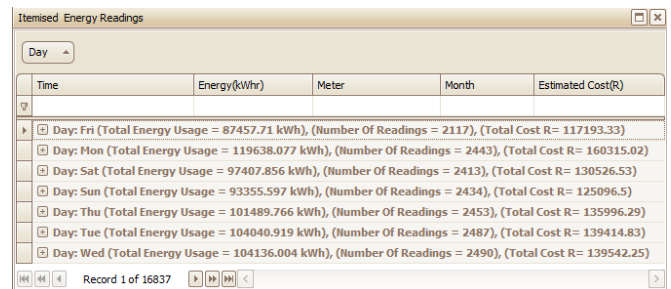 Itemised Energy Readings
Day
Time Energy(kWhr) Meter Month Estimated Cost(R)
Day: Fri (Total Energy Usage = 87457.71 kWh), (Number Of Readings = 2117), (Total Cost R= 117193.33)
Day: Mon (Total Energy Usage = 119638.077 kWh), (Number Of Readings = 2443), (Total Cost R= 160315.02)
Day: Sat (Total Energy Usage = 97407.856 kWh), (Number Of Readings = 2413), (Total Cost R= 130526.53)
Day: Sun (Total Energy Usage = 93355.597 kWh), (Number Of Readings = 2434), (Total Cost R= 125096.5)
Day: Thu (Total Energy Usage = 101489.766 kWh), (Number Of Readings = 2453), (Total Cost R= 135996.29)
Day: Tue (Total Energy Usage = 104040.919 kWh), (Number Of Readings = 2487), (Total Cost R= 139414.83)
Day: Wed (Total Energy Usage = 104136.004 kWh), (Number Of Readings = 2490), (Total Cost R= 139542.25)
Record 1 of 16837